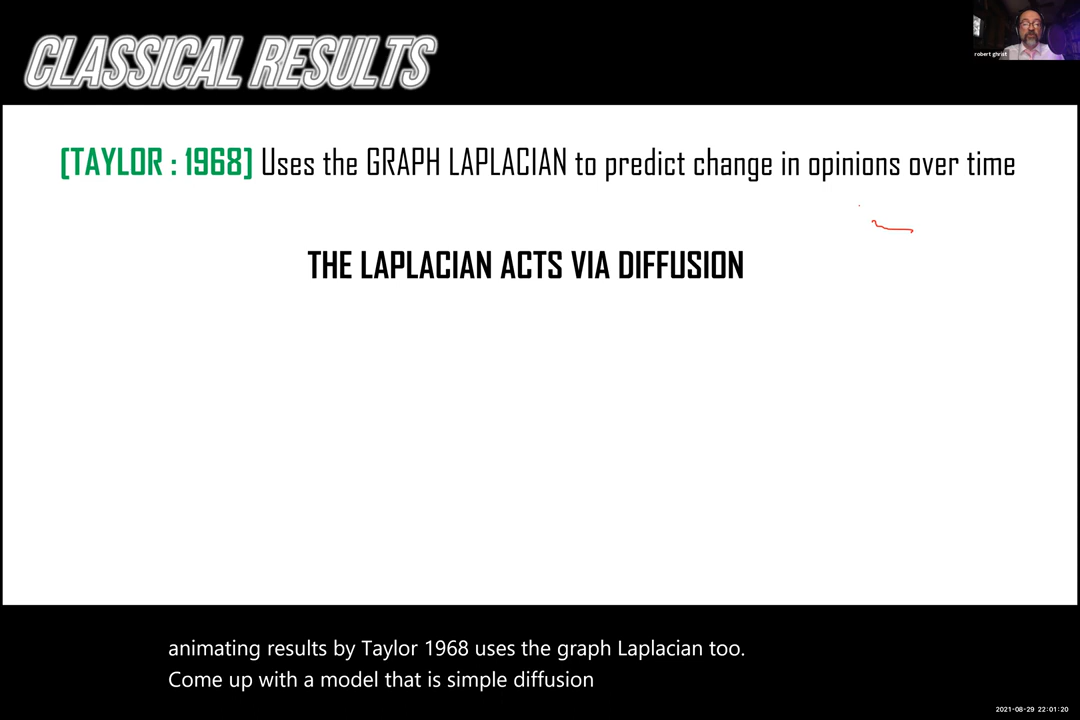 CLASSICAL RESULTS
robert ghrist
[TAYLOR : 1968] Uses the GRAPH LAPLACIAN to predict change in opinions over time
THE LAPLACIAN ACTS VIA DIFFUSION
animating results by Taylor 1968 uses the graph Laplacian too.
Come up with a model that is simple diffusion
2021-08-29 22:01:20